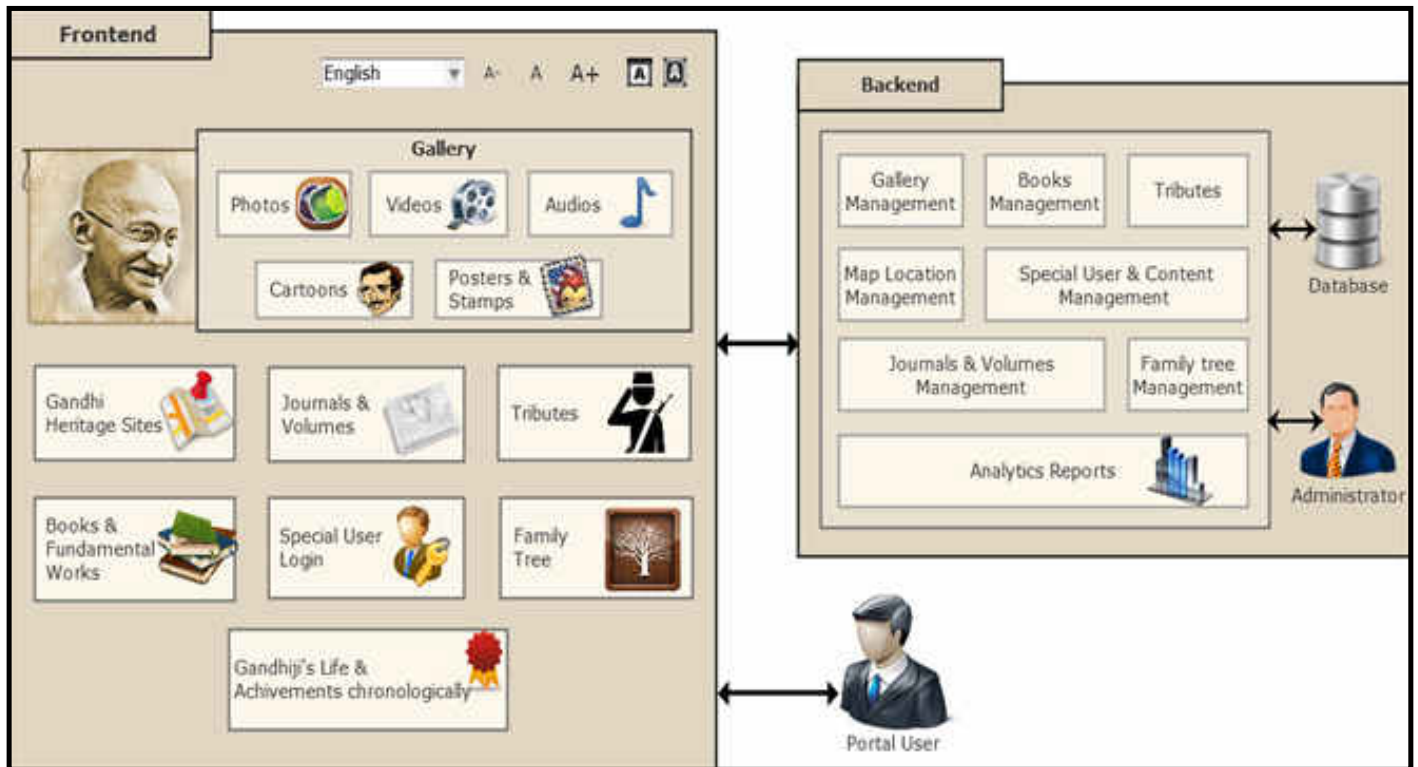 Frontend
English
A-
A
A+
A
A
Gallery
Photos
Videos
Audios
Cartoons
Posters &
Stamps
Gandhi
Heritage Sites
Journals &
Volumes
Tributes
Books &
Fundamental
Works
Special User
Login
Family
Tree
Gandhiji's Life &
Achivements chronologically
Backend
Gallery
Management
Books
Management
Tributes
Map Location
Management
Special User & Content
Management
Journals & Volumes
Management
Family tree
Management
Analytics Reports
Database
Administrator
Portal User